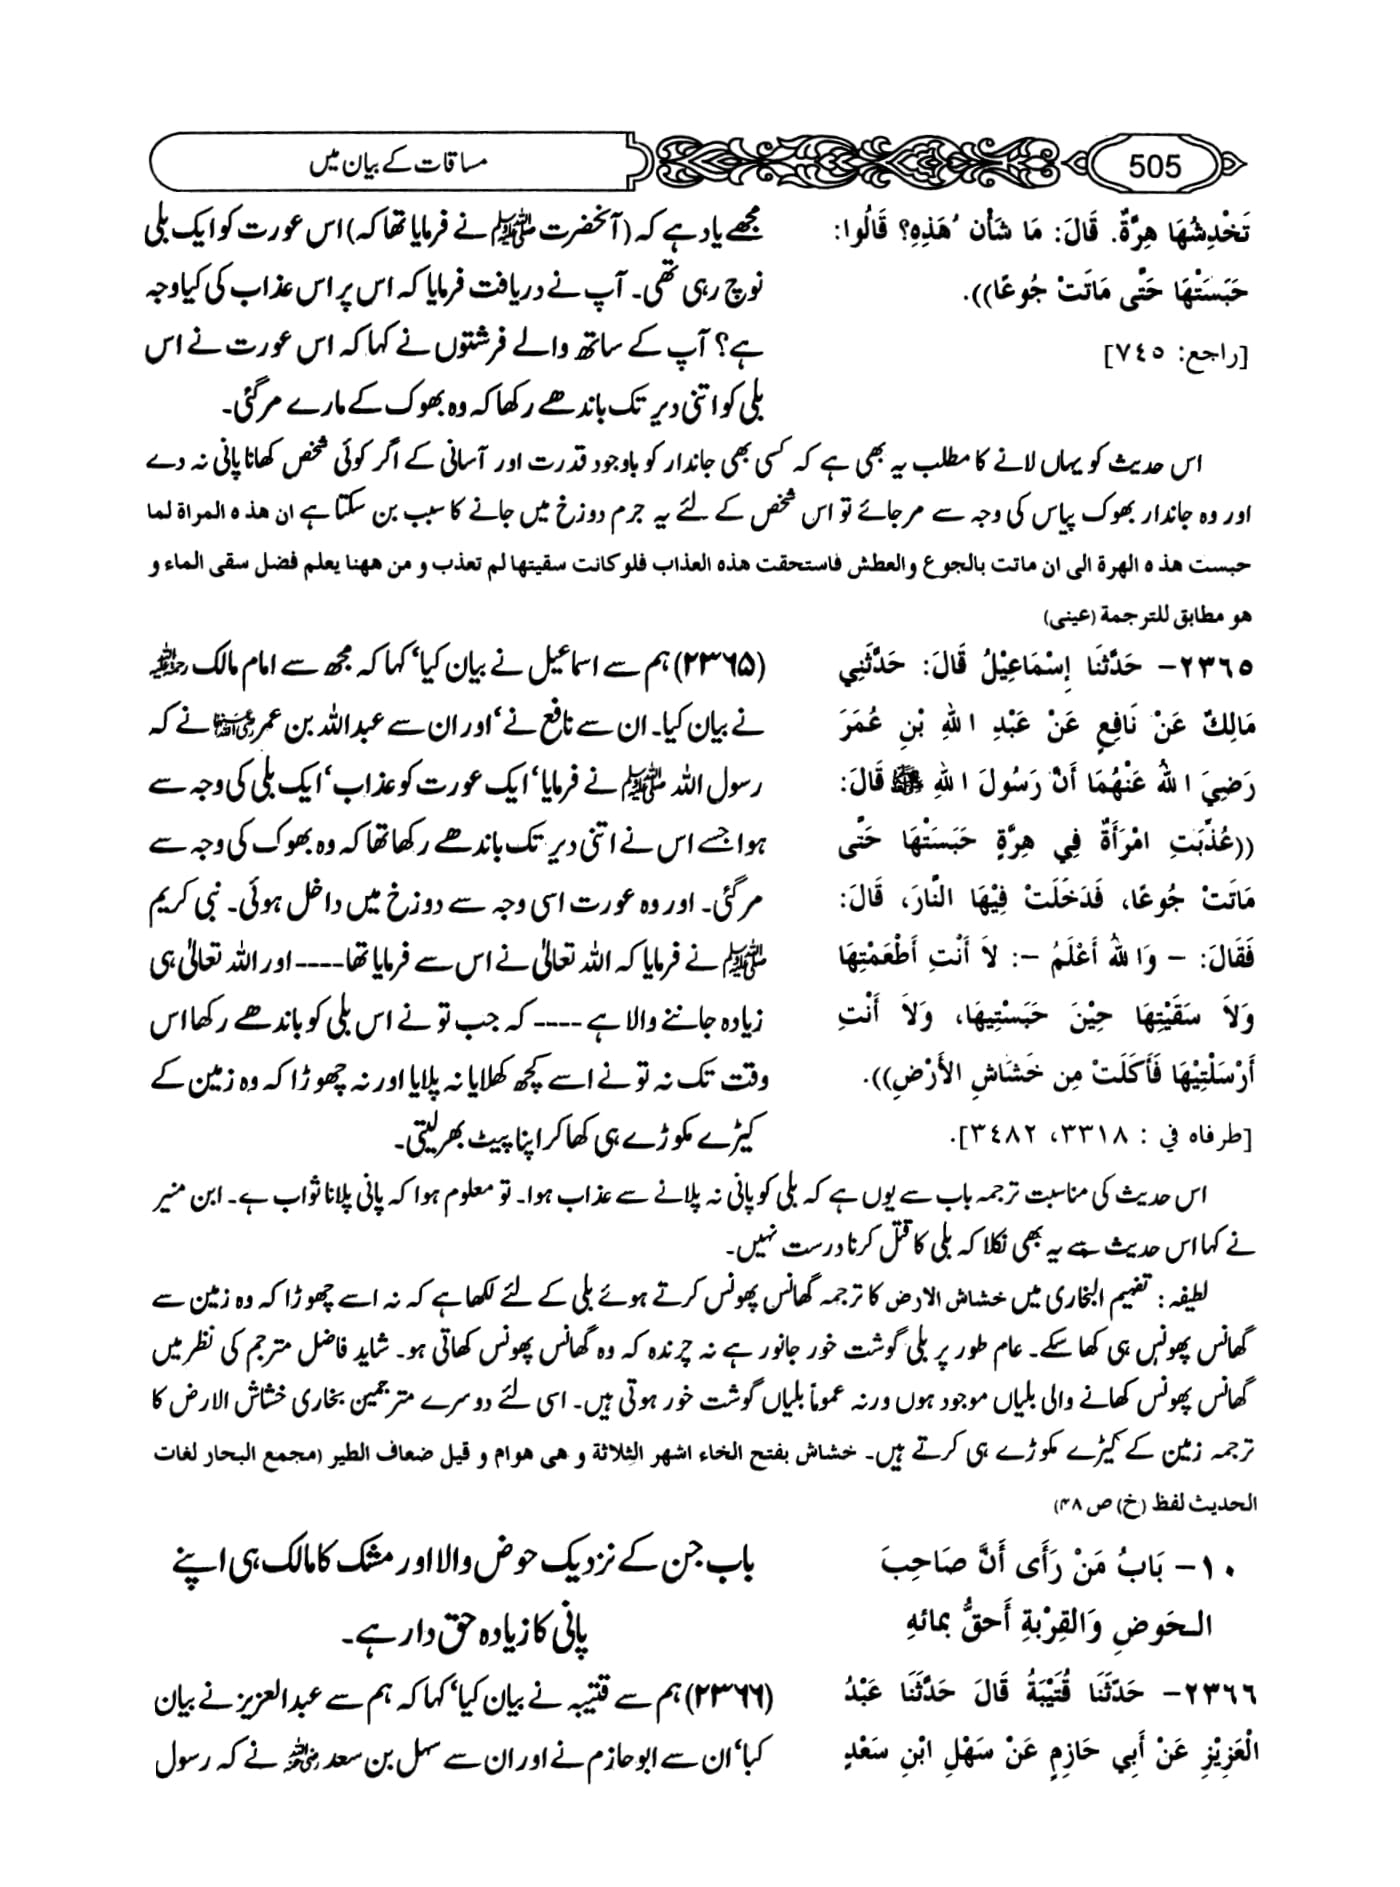 505
مساقات کے بیان میں
تَخْدِشُهَا هِرَّةٌ. قَالَ: مَا شَأْنُ هَذِهِ؟ قَالُوا:
حَبَسَتْهَا حَتَّى مَاتَتْ جُوعًا)).
[راجع: ٧٤٥]
مجھے یاد ہے کہ (آنحضرت ﷺ نے فرمایا تھا کہ) اس عورت کو ایک بلی
نوچ رہی تھی۔ آپ نے دریافت فرمایا کہ اس پر اس عذاب کی کیا وجہ
ہے؟ آپ کے ساتھ والے فرشتوں نے کہا کہ اس عورت نے اس
بلی کو اتنی دیر تک باندھے رکھا کہ وہ بھوک کے مارے مرگئی۔
اس حدیث کو یہاں لانے کا مطلب یہ بھی ہے کہ کسی بھی جاندار کو باوجود قدرت اور آسانی کے اگر کوئی شخص کھانا پانی نہ دے
اور وہ جاندار بھوک پیاس کی وجہ سے مرجائے تو اس شخص کے لئے یہ جرم دوزخ میں جانے کا سبب بن سکتا ہے ان هذه المراة لما
حبست هذه الهرة الى ان ماتت بالجوع والعطش فاستحقت هذه العذاب فلوكانت سقيتها لم تعذب و من ههنا يعلم فضل سقى الماء و
هو مطابق للترجمة (عینی)
٢٣٦٥- حَدَّثَنَا إِسْمَاعِيْلُ قَالَ: حَدَّثَنِي
مَالِكٌ عَنْ نَافِعٍ عَنْ عَبْدِ اللهِ بْنِ عُمَرَ
رَضِيَ اللهُ عَنْهُمَا أَنَّ رَسُولَ اللهِ ﷺ قَالَ:
((عُذِّبَتِ امْرَأَةٌ فِي هِرَّةٍ حَبَسَتْهَا حَتَّى
مَاتَتْ جُوعًا، فَدَخَلَتْ فِيْهَا النَّارَ، قَالَ:
فَقَالَ: - وَاللهُ أَعْلَمُ -: لاَ أَنْتِ أَطْعَمْتِهَا
وَلاَ سَقَيْتِهَا حِيْنَ حَبَسْتِيهَا، وَلاَ أَنْتِ
أَرْسَلْتِيْهَا فَأَكَلَتْ مِن خَشَاشِ الأَرْضِ)).
[طرفاه في : ٣٣١٨، ٣٤٨٢].
(۲۳۶۵) ہم سے اسماعیل نے بیان کیا‘ کہا کہ مجھ سے امام مالک رحمۃ اللہ علیہ
نے بیان کیا۔ ان سے نافع نے‘ اور ان سے عبداللہ بن عمر رضی اللہ عنہما نے کہ
رسول اللہ ﷺ نے فرمایا‘ ایک عورت کو عذاب‘ ایک بلی کی وجہ سے
ہوا جسے اس نے اتنی دیر تک باندھے رکھا تھا کہ وہ بھوک کی وجہ سے
مرگئی۔ اور وہ عورت اسی وجہ سے دوزخ میں داخل ہوئی۔ نبی کریم
ﷺ نے فرمایا کہ اللہ تعالیٰ نے اس سے فرمایا تھا---- اور اللہ تعالیٰ ہی
زیادہ جاننے والا ہے ---- کہ جب تو نے اس بلی کو باندھے رکھا اس
وقت تک نہ تو نے اسے کچھ کھلایا نہ پلایا اور نہ چھوڑا کہ وہ زمین کے
کیڑے مکوڑے ہی کھا کر اپنا پیٹ بھر لیتی۔
اس حدیث کی مناسبت ترجمہ باب سے یوں ہے کہ بلی کو پانی نہ پلانے سے عذاب ہوا۔ تو معلوم ہوا کہ پانی پلانا ثواب ہے۔ ابن منیر
نے کہا اس حدیث سے یہ بھی نکلا کہ بلی کا قتل کرنا درست نہیں۔
لطیفہ : تفہیم البخاری میں خشاش الارض کا ترجمہ گھانس پھونس کرتے ہوئے بلی کے لئے لکھا ہے کہ نہ اسے چھوڑا کہ وہ زمین سے
گھانس پھونس ہی کھا سکے۔ عام طور پر بلی گوشت خور جانور ہے نہ چرندہ کہ وہ گھانس پھونس کھاتی ہو۔ شاید فاضل مترجم کی نظر میں
گھانس پھونس کھانے والی بلیاں موجود ہوں ورنہ عموماً بلیاں گوشت خور ہوتی ہیں۔ اسی لئے دوسرے مترجمین بخاری خشاش الارض کا
ترجمہ زمین کے کیڑے مکوڑے ہی کرتے ہیں۔ خشاش بفتح الخاء اشهر الثلاثة و هى هوام و قيل ضعاف الطير (مجمع البحار لغات
الحديث لفظ (خ) ص ۴۸)
١٠- بَابُ مَنْ رَأَى أَنَّ صَاحِبَ
الـحَوضِ وَالقِرْبةِ أَحقُّ بمائهِ
باب جن کے نزدیک حوض والا اور مشک کا مالک ہی اپنے
پانی کا زیادہ حق دار ہے۔
٢٣٦٦- حَدَّثَنَا قُتَيْبَةُ قَالَ حَدَّثَنَا عَبْدُ
الْعَزِيْزِ عَنْ أَبِي حَازِمٍ عَنْ سَهْلِ ابْنِ سَعْدٍ
(۲۳۶۶) ہم سے قتیبہ نے بیان کیا‘ کہا کہ ہم سے عبدالعزیز نے بیان
کیا‘ ان سے ابوحازم نے اور ان سے سہل بن سعد رضی اللہ عنہ نے کہ رسول